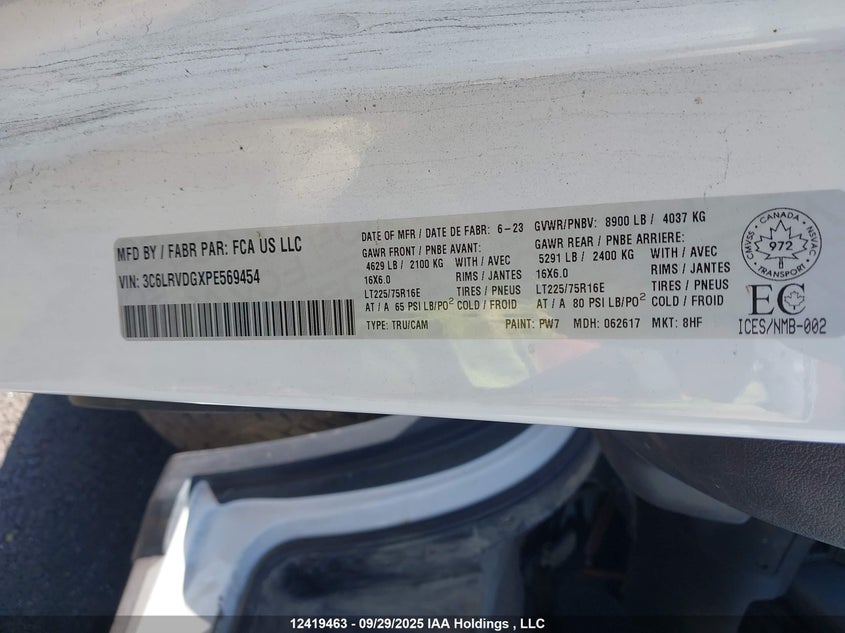 MFD BY / FABR PAR: FCA US LLC
VIN: 3C6LRVDGXPE569454
DATE OF MFR / DATE DE FABR: 6-23 GVWR/PNBV: 8900 LB / 4037 KG
GAWR FRONT / PNBE AVANT: GAWR REAR / PNBE ARRIERE:
4629 LB / 2100 KG WITH / AVEC 5291 LB / 2400 KG WITH / AVEC
16X6.0 RIMS / JANTES 16X6.0 RIMS / JANTES
LT225/75R16E TIRES / PNEUS LT225/75R16E TIRES / PNEUS
AT / A 65 PSI LB/PO² COLD / FROID AT / A 80 PSI LB/PO² COLD / FROID
TYPE: TRU/CAM PAINT: PW7 MDH: 062617 MKT: 8HF
CANADA
CMVSS 972 NSVAC
TRANSPORT
EC
ICES/NMB-002
12419463 - 09/29/2025 IAA Holdings , LLC